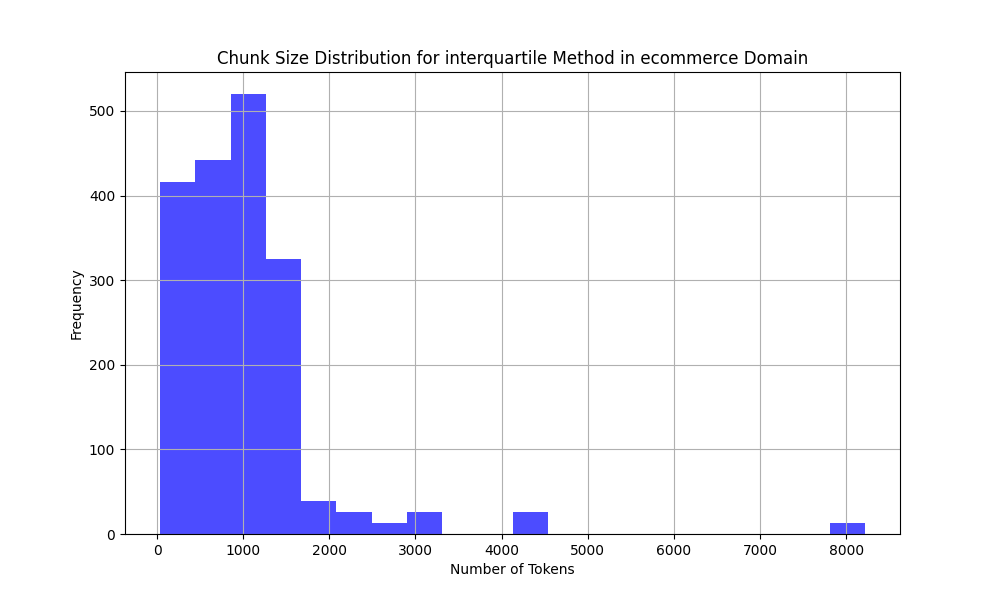 Chunk Size Distribution for interquartile Method in ecommerce Domain
500
400
300
200
100
0
Frequency
0 1000 2000 3000 4000 5000 6000 7000 8000
Number of Tokens